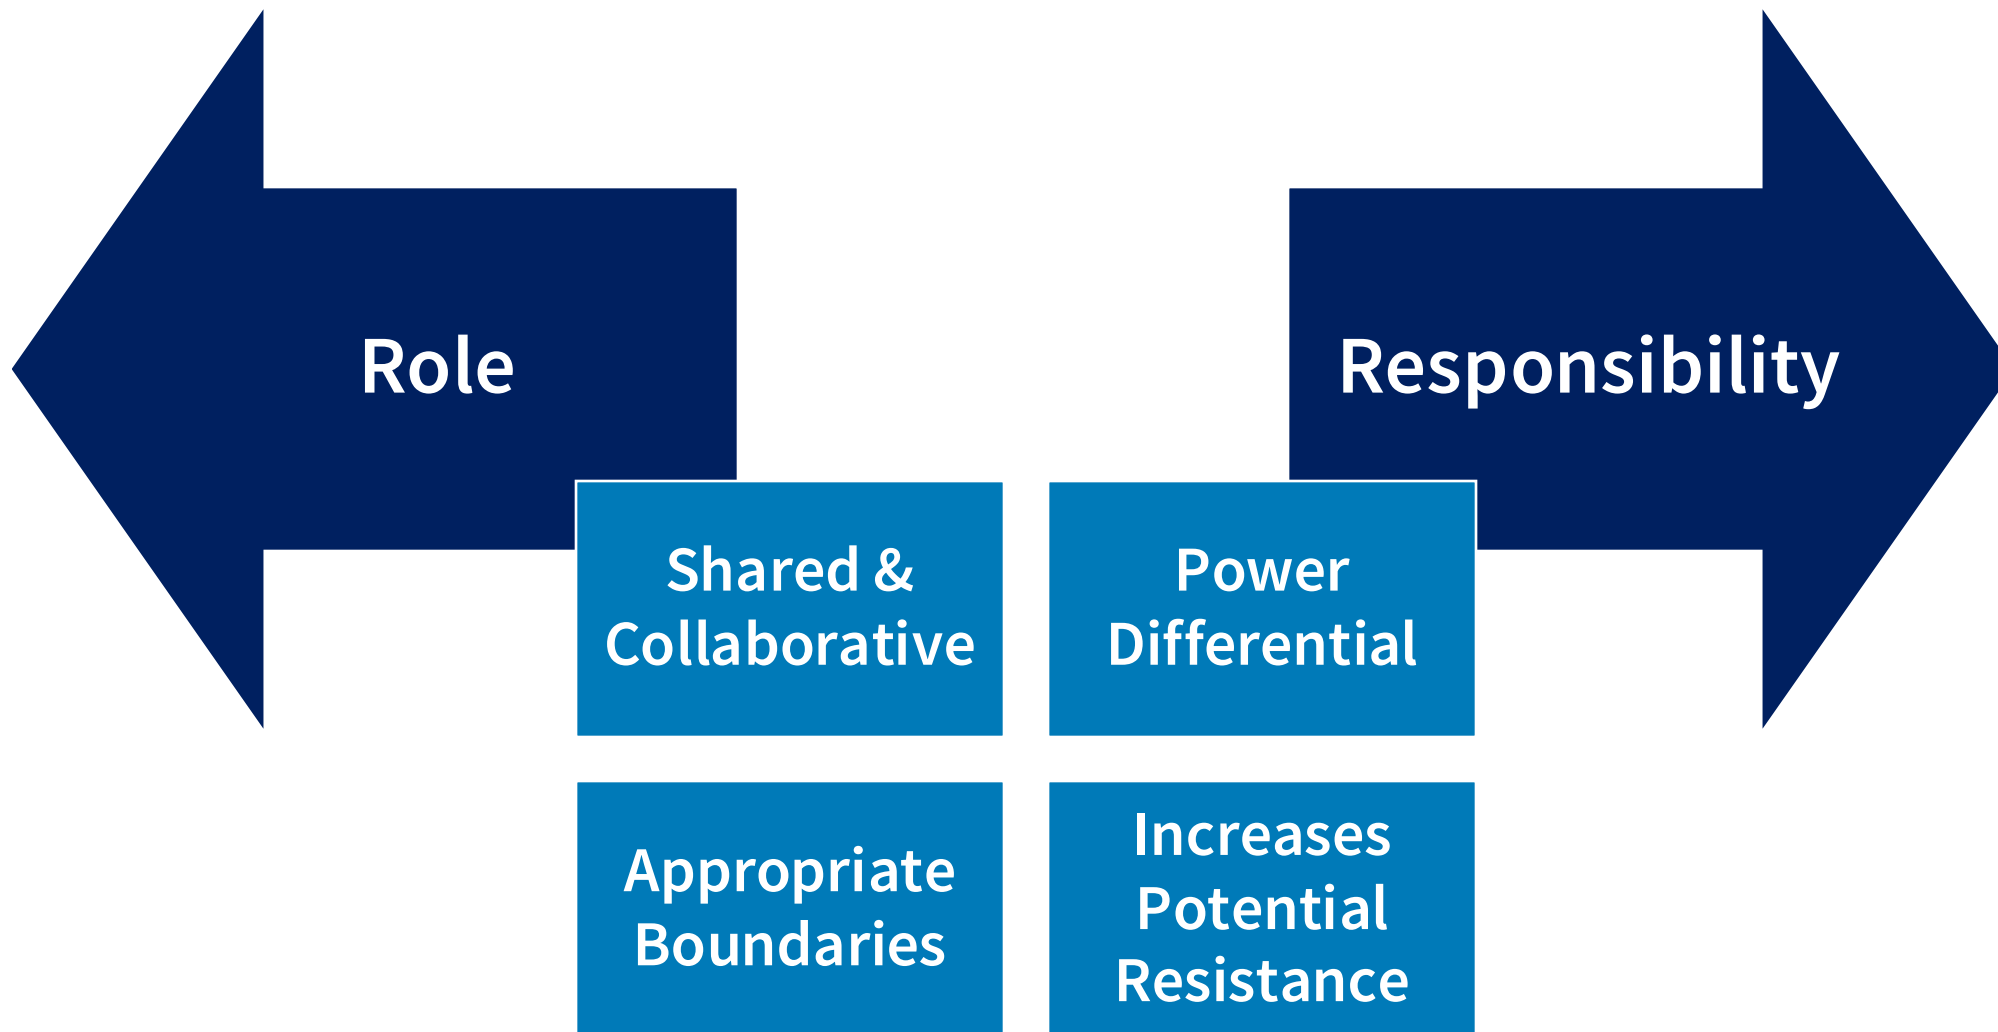 Role
Responsibility
Shared &
Collaborative
Power
Differential
Appropriate
Boundaries
Increases
Potential
Resistance